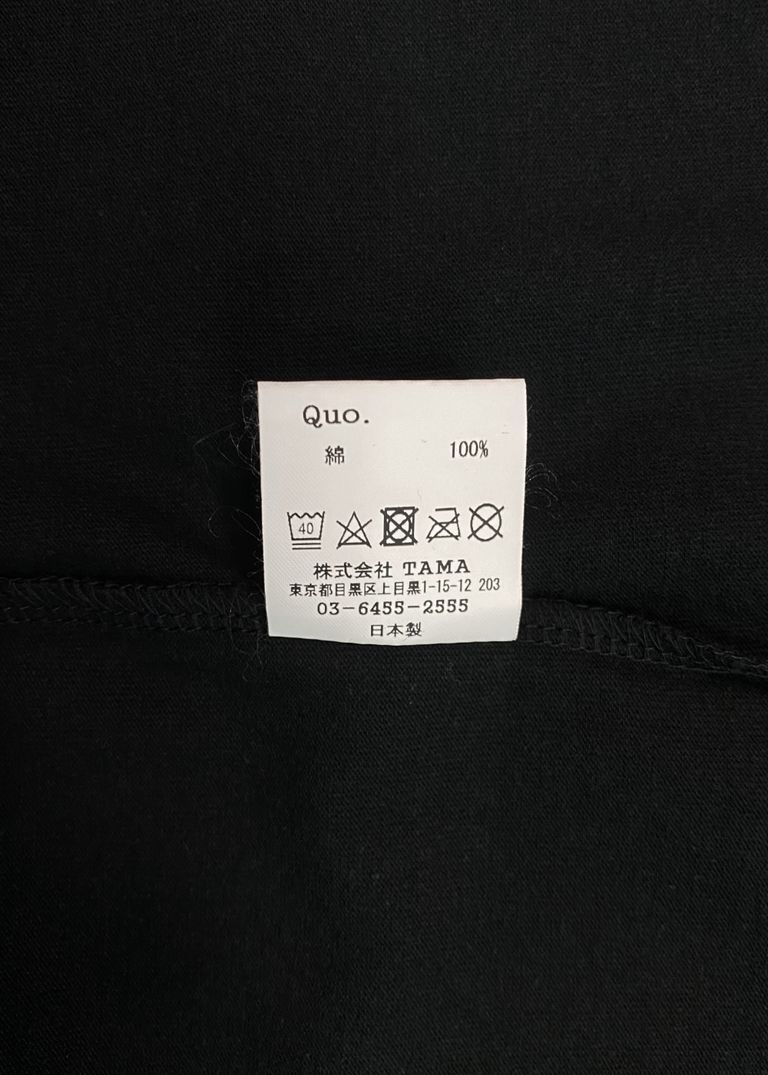 Quo.
綿 100%
40
株式会社 TAMA
東京都目黒区上目黒1-15-12 203
03-6455-2555
日本製